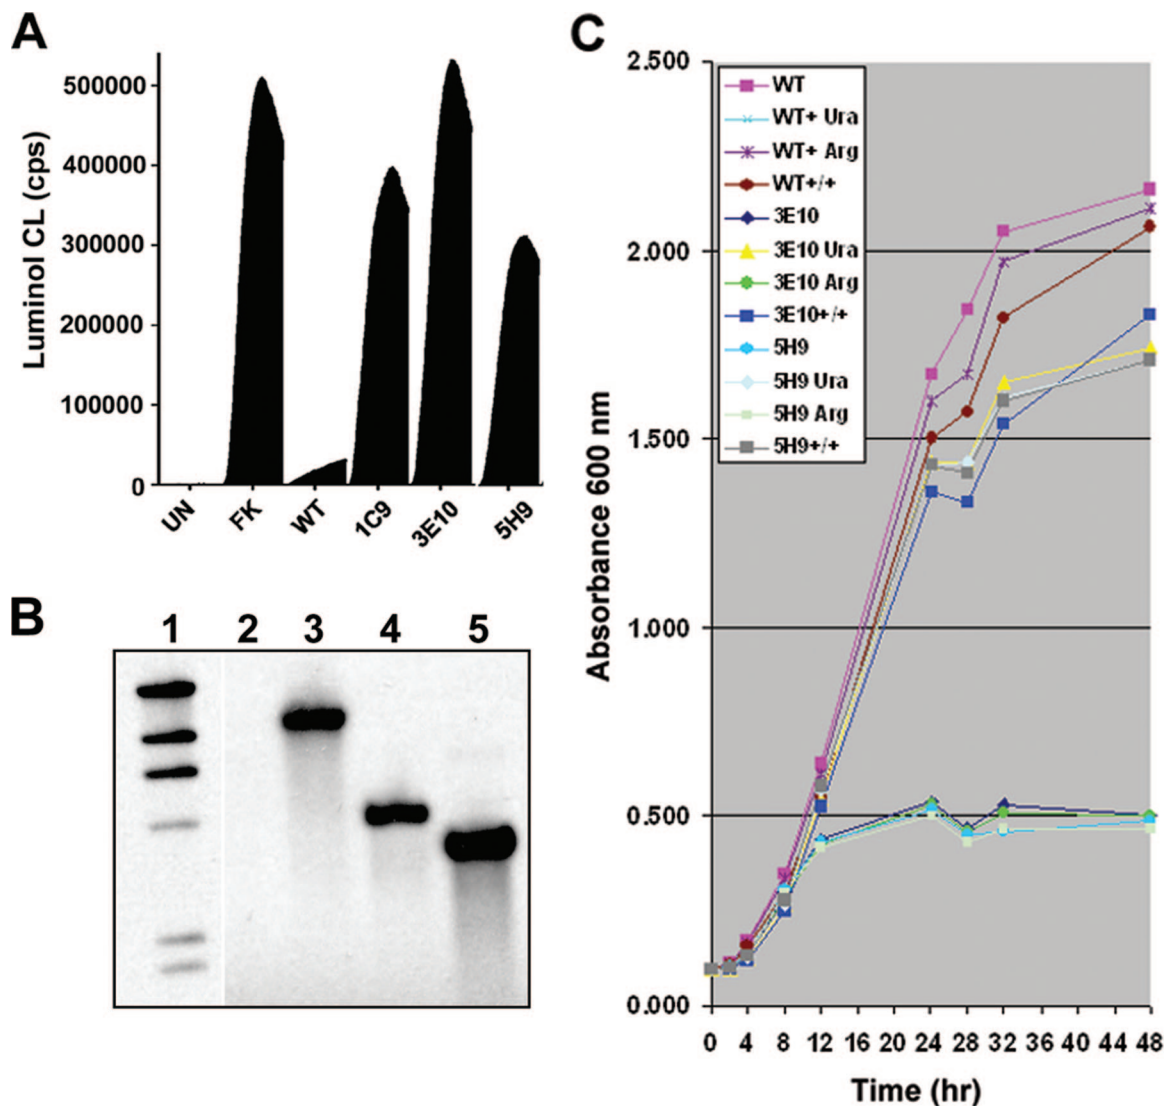 A
Luminol CL (cps)
500000
400000
300000
200000
100000
0
UN FK WT 1C9 3E10 5H9
B
1 2 3 4 5
C
Absorbance 600 nm
2.500
2.000
1.500
1.000
0.500
0.000
WT
WT+ Ura
WT+ Arg
WT+/+
3E10
3E10 Ura
3E10 Arg
3E10+/+
5H9
5H9 Ura
5H9 Arg
5H9+/+
0 4 8 12 16 20 24 28 32 36 40 44 48
Time (hr)